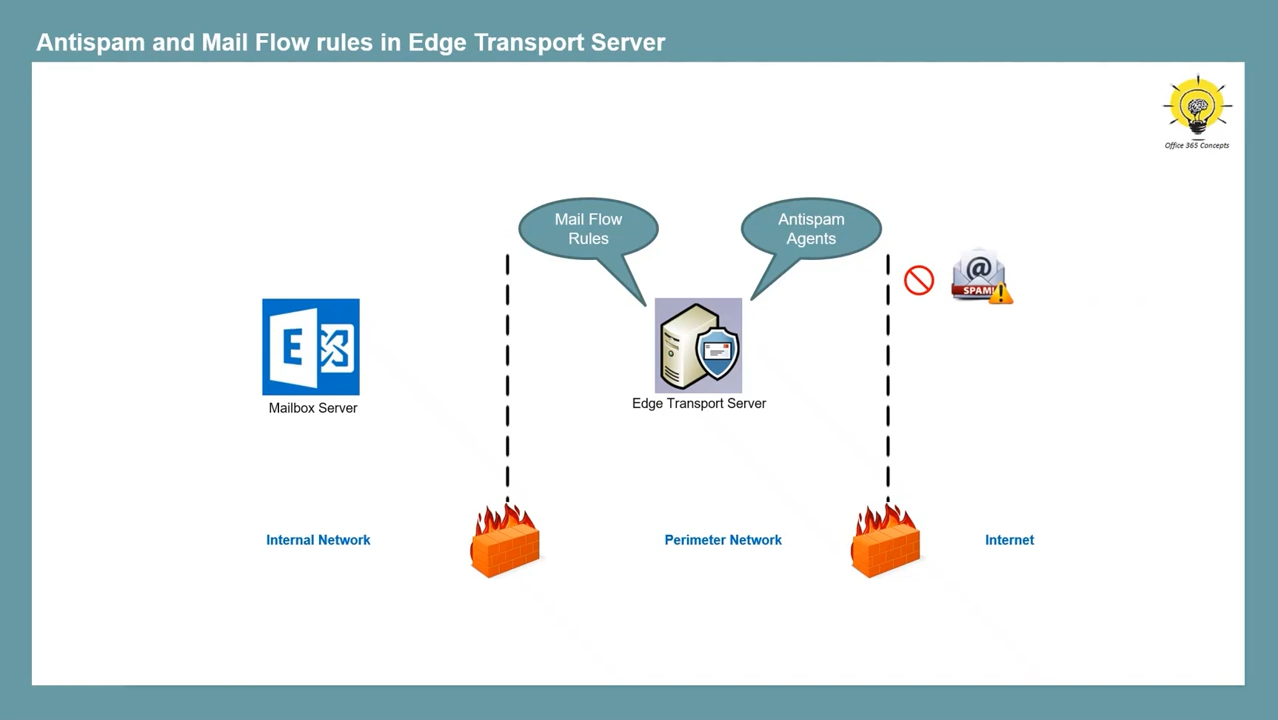 Antispam and Mail Flow rules in Edge Transport Server
Office 365 Concepts
Mail Flow
Rules
Antispam
Agents
@
SPAM!
E
Mailbox Server
Edge Transport Server
Internal Network
Perimeter Network
Internet